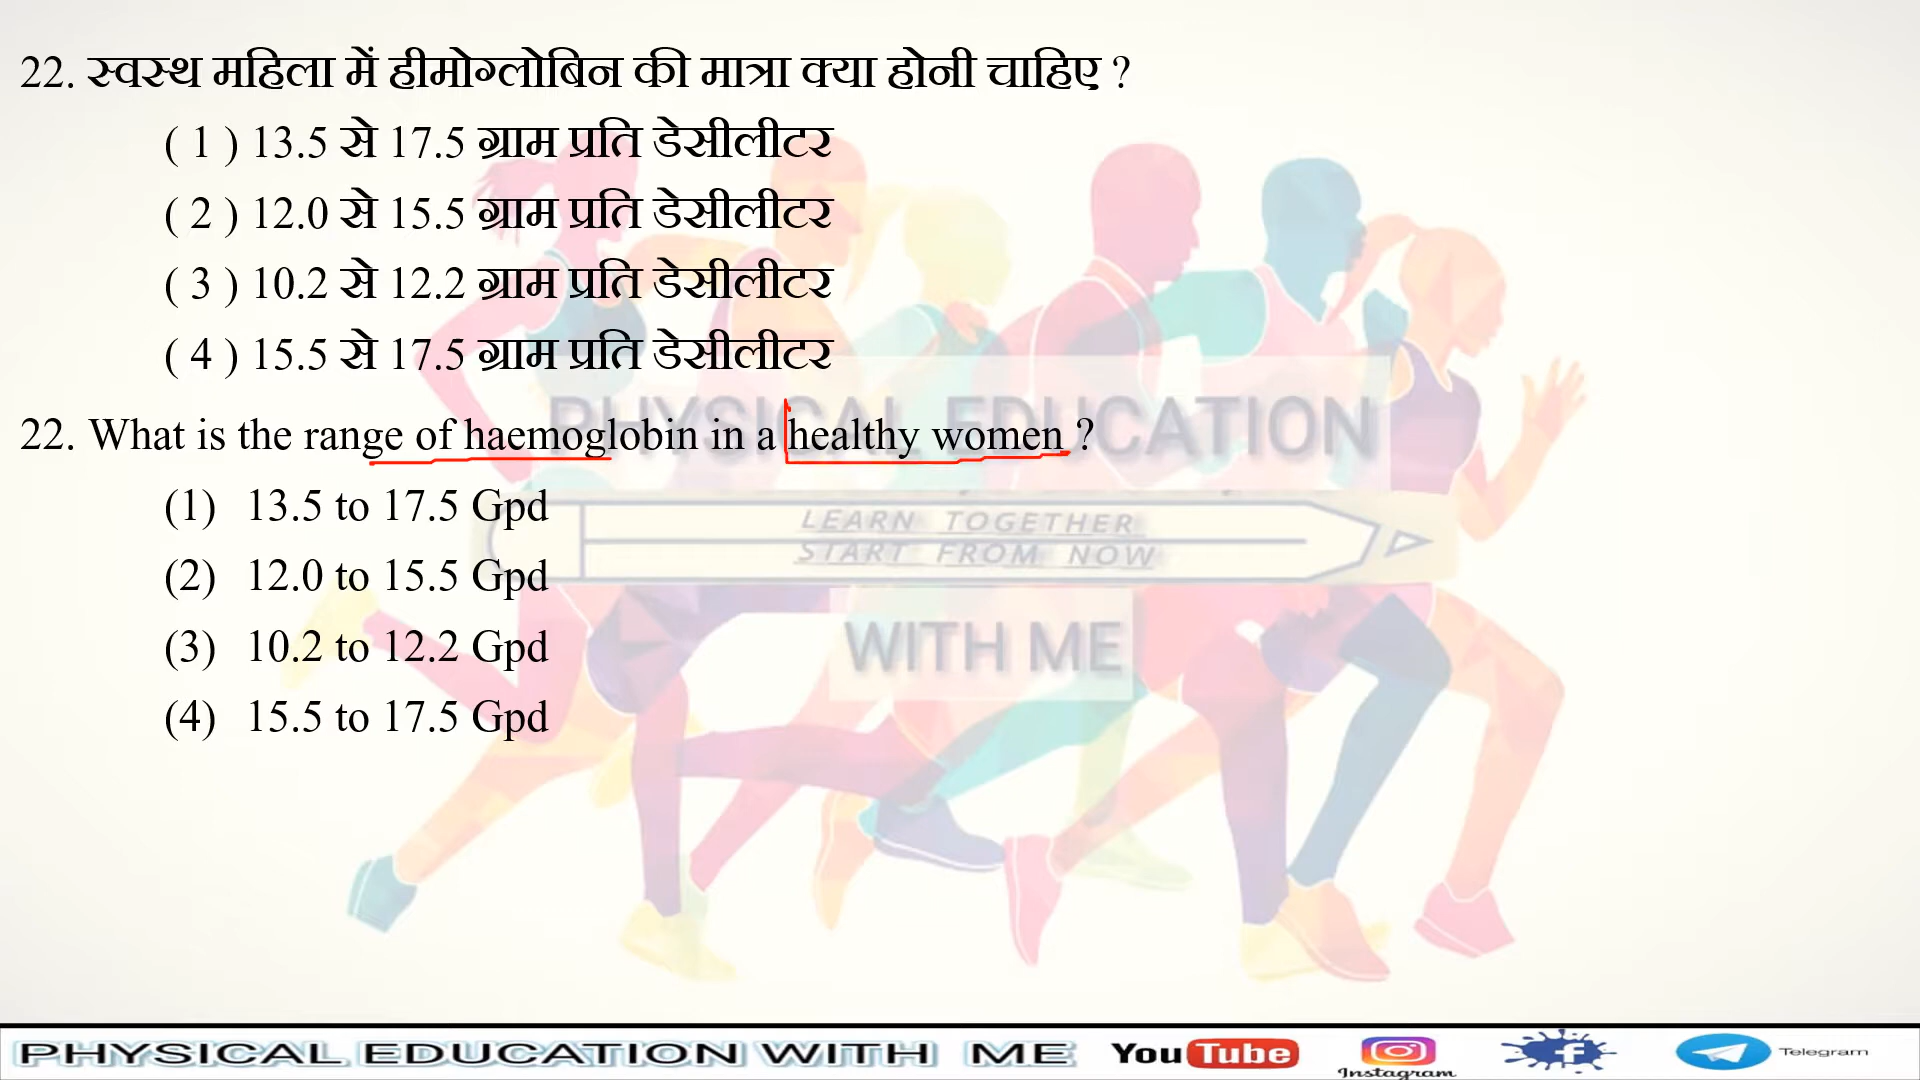 22. स्वस्थ महिला में हीमोग्लोबिन की मात्रा क्या होनी चाहिए ?
( 1 ) 13.5 से 17.5 ग्राम प्रति डेसीलीटर
( 2 ) 12.0 से 15.5 ग्राम प्रति डेसीलीटर
( 3 ) 10.2 से 12.2 ग्राम प्रति डेसीलीटर
( 4 ) 15.5 से 17.5 ग्राम प्रति डेसीलीटर
22. What is the range of haemoglobin in a healthy women ?
(1) 13.5 to 17.5 Gpd
(2) 12.0 to 15.5 Gpd
(3) 10.2 to 12.2 Gpd
(4) 15.5 to 17.5 Gpd
PHYSICAL EDUCATION
LEARN TOGETHER
START FROM NOW
WITH ME
PHYSICAL EDUCATION WITH ME YouTube Instagram f Telegram